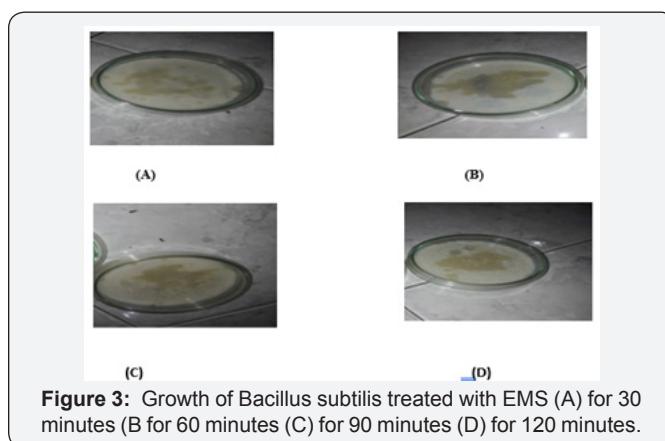 (A)
(B)
(C)
(D)
Figure 3: Growth of Bacillus subtilis treated with EMS (A) for 30
minutes (B for 60 minutes (C) for 90 minutes (D) for 120 minutes.